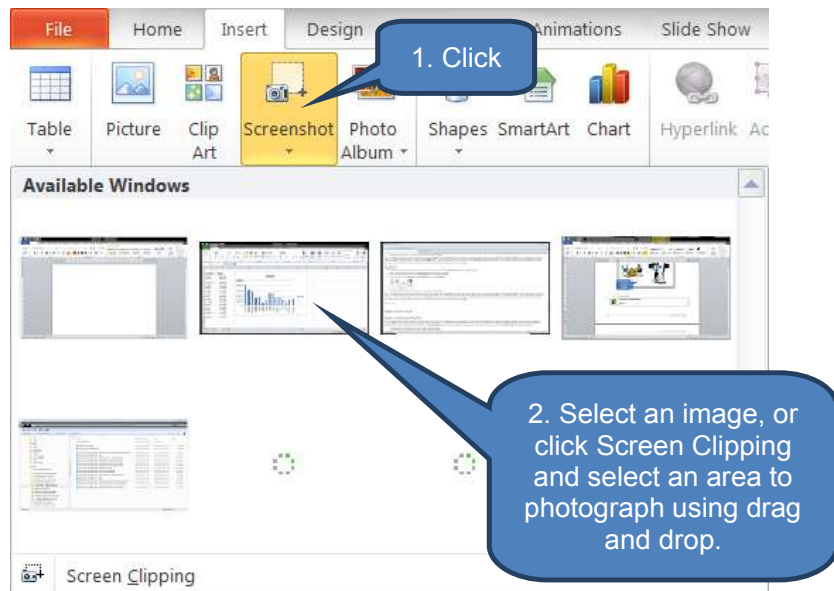 File Home Insert Design Animations Slide Show
1. Click
Table Picture Clip Art Screenshot Photo Album Shapes SmartArt Chart Hyperlink Ac
Available Windows
2. Select an image, or
click Screen Clipping
and select an area to
photograph using drag
and drop.
Screen Clipping